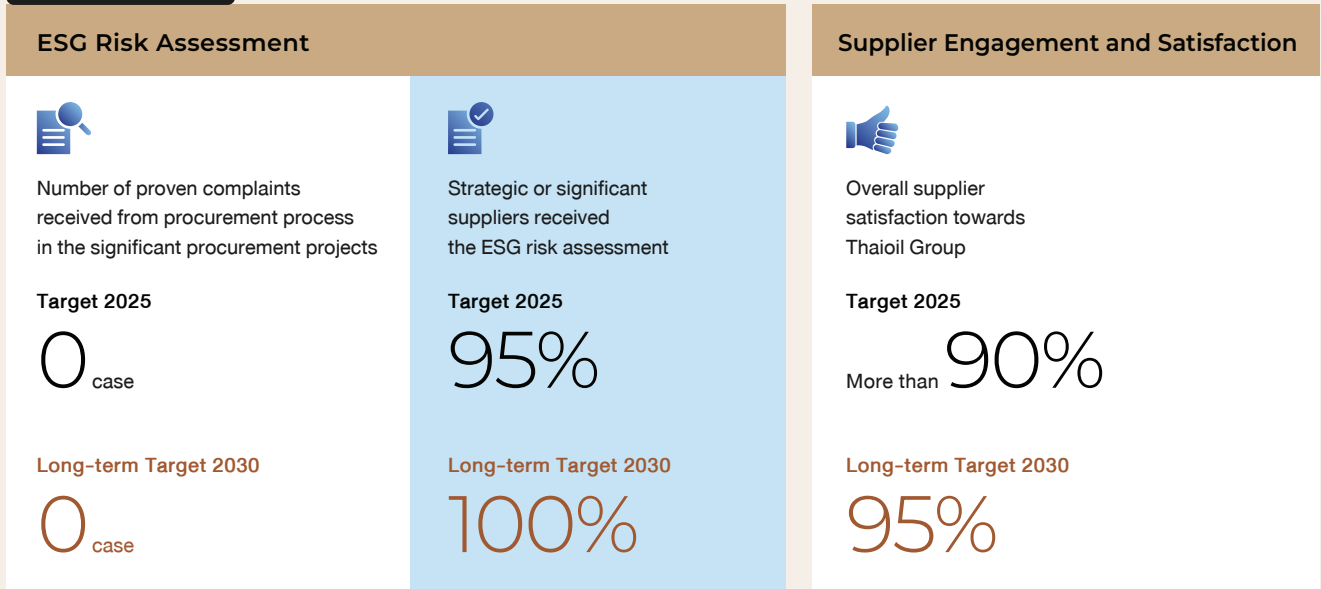 ESG Risk Assessment
Number of proven complaints
received from procurement process
in the significant procurement projects
Target 2025
0 case
Long-term Target 2030
0 case
Strategic or significant
suppliers received
the ESG risk assessment
Target 2025
95%
Long-term Target 2030
100%
Supplier Engagement and Satisfaction
Overall supplier
satisfaction towards
Thaioil Group
Target 2025
More than 90%
Long-term Target 2030
95%